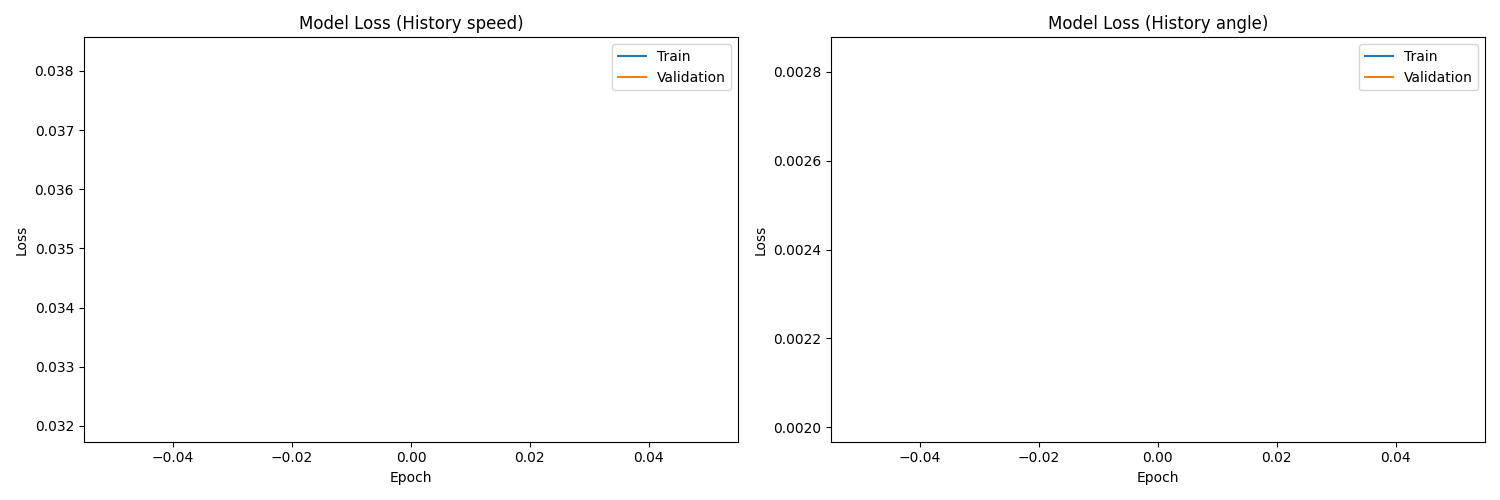 Model Loss (History speed)
Train
Validation
0.038
0.037
0.036
0.035
0.034
0.033
0.032
Loss
−0.04
−0.02
0.00
0.02
0.04
Epoch
Model Loss (History angle)
Train
Validation
0.0028
0.0026
0.0024
0.0022
0.0020
Loss
−0.04
−0.02
0.00
0.02
0.04
Epoch